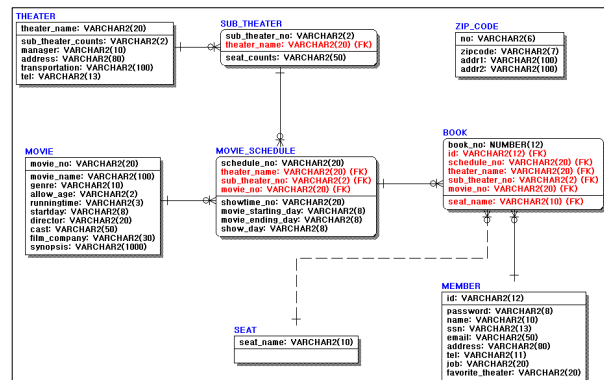 THEATER
theater_name: VARCHAR2(20)
sub_theater_counts: VARCHAR2(2)
manager: VARCHAR2(10)
address: VARCHAR2(80)
transportation: VARCHAR2(100)
tel: VARCHAR2(13)
SUB_THEATER
sub_theater_no: VARCHAR2(2)
theater_name: VARCHAR2(20) (FK)
seat_counts: VARCHAR2(50)
ZIP_CODE
no: VARCHAR2(6)
zipcode: VARCHAR2(7)
addr1: VARCHAR2(100)
addr2: VARCHAR2(100)
MOVIE
movie_no: VARCHAR2(20)
movie_name: VARCHAR2(100)
genre: VARCHAR2(10)
allow_age: VARCHAR2(2)
runningtime: VARCHAR2(3)
startday: VARCHAR2(8)
director: VARCHAR2(20)
cast: VARCHAR2(50)
film_company: VARCHAR2(30)
synopsis: VARCHAR2(1000)
MOVIE_SCHEDULE
schedule_no: VARCHAR2(20)
theater_name: VARCHAR2(20) (FK)
sub_theater_no: VARCHAR2(2) (FK)
movie_no: VARCHAR2(20) (FK)
showtime_no: VARCHAR2(20)
movie_starting_day: VARCHAR2(8)
movie_ending_day: VARCHAR2(8)
show_day: VARCHAR2(8)
BOOK
book_no: NUMBER(12)
id: VARCHAR2(12) (FK)
schedule_no: VARCHAR2(20) (FK)
theater_name: VARCHAR2(20) (FK)
sub_theater_no: VARCHAR2(2) (FK)
movie_no: VARCHAR2(20) (FK)
seat_name: VARCHAR2(10) (FK)
SEAT
seat_name: VARCHAR2(10)
MEMBER
id: VARCHAR2(12)
password: VARCHAR2(8)
name: VARCHAR2(10)
ssn: VARCHAR2(13)
email: VARCHAR2(50)
address: VARCHAR2(80)
tel: VARCHAR2(11)
job: VARCHAR2(20)
favorite_theater: VARCHAR2(20)